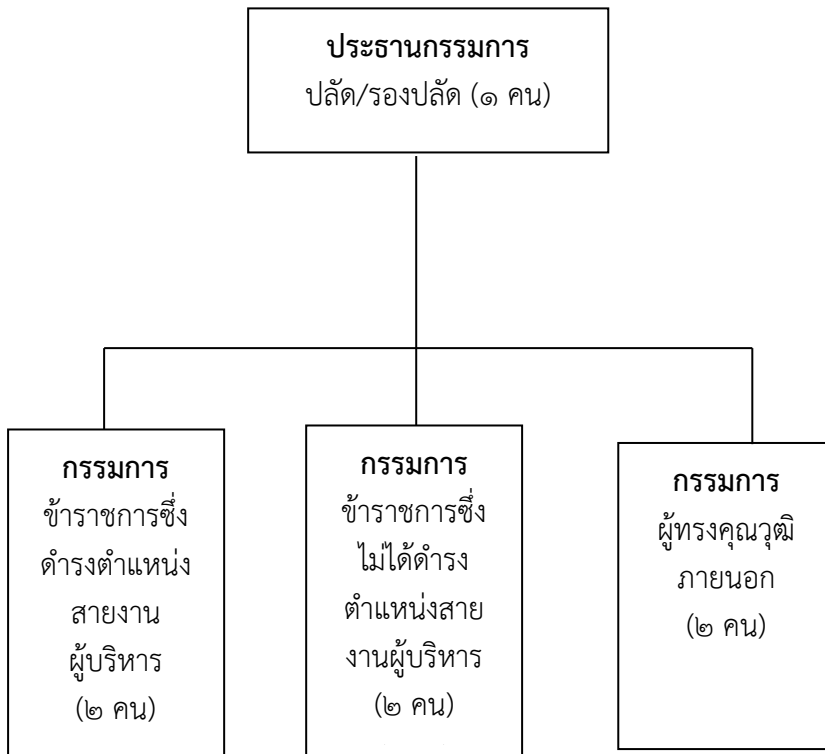 ประธานกรรมการ
ปลัด/รองปลัด (๑ คน)
กรรมการ
ข้าราชการซึ่ง
ดำรงตำแหน่ง
สายงาน
ผู้บริหาร
(๒ คน)
กรรมการ
ข้าราชการซึ่ง
ไม่ได้ดำรง
ตำแหน่งสาย
งานผู้บริหาร
(๒ คน)
กรรมการ
ผู้ทรงคุณวุฒิ
ภายนอก
(๒ คน)